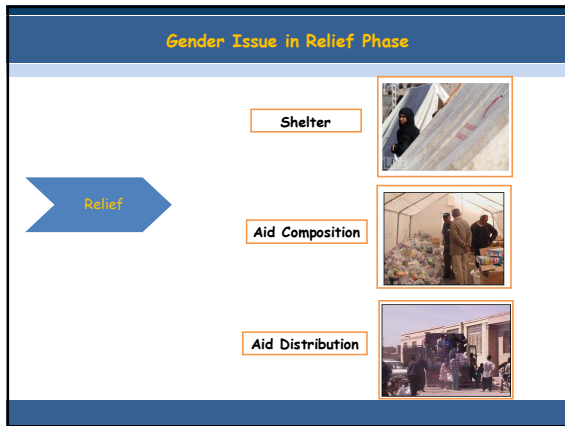 Gender Issue in Relief Phase
Shelter
Relief
Aid Composition
Aid Distribution